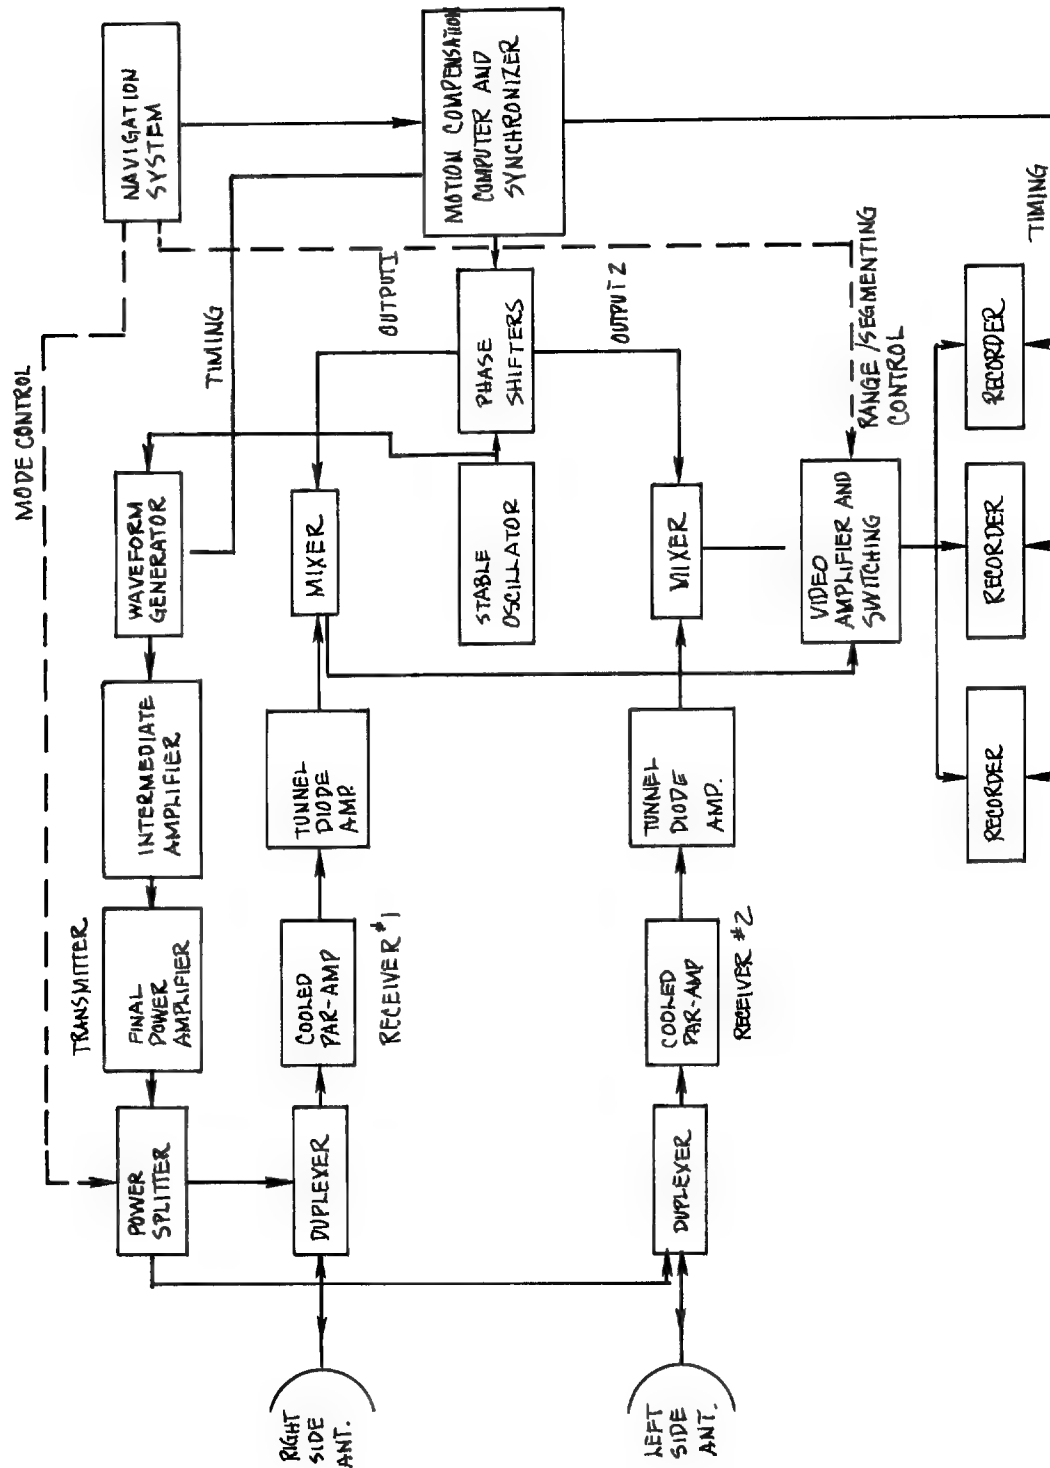 MODE CONTROL
TRANSMITTER
POWER
SPLITTER
FINAL
POWER
AMPLIFIER
INTERMEDIATE
AMPLIFIER
WAVEFORM
GENERATOR
NAVIGATION
SYSTEM
TIMING
RIGHT
SIDE
ANT.
DUPLEXER
COOLED
PAR-AMP
TUNNEL
DIODE
AMP.
MIXER
OUTPUT 1
RECEIVER #1
STABLE
OSCILLATOR
PHASE
SHIFTERS
MOTION COMPENSATION
COMPUTER AND
SYNCHRONIZER
OUTPUT 2
LEFT
SIDE
ANT.
DUPLEXER
COOLED
PAR-AMP
TUNNEL
DIODE
AMP.
MIXER
RECEIVER #2
VIDEO
AMPLIFIER AND
SWITCHING
RANGE/SEGMENTING
CONTROL
RECORDER
RECORDER
RECORDER
TIMING